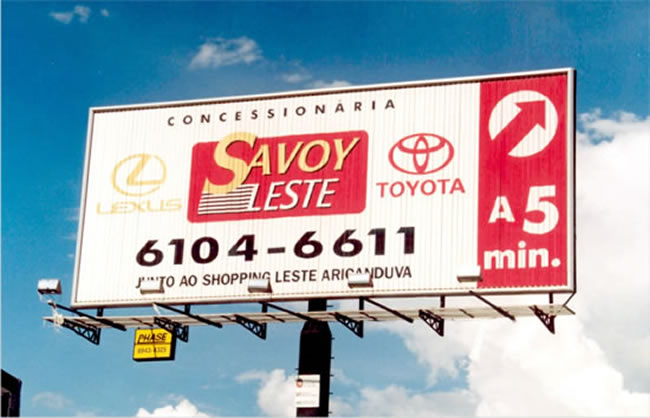 CONCESSIONÁRIA
LEXUS
SAVOY
LESTE
TOYOTA
6104-6611
JUNTO AO SHOPPING LESTE ARICANDUVA
A 5
min.
PHASE